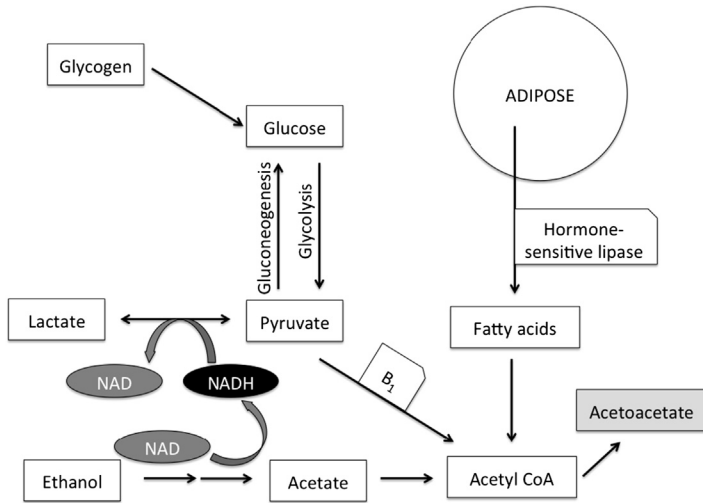 Glycogen
ADIPOSE
Glucose
Gluconeogenesis
Glycolysis
Hormone-
sensitive lipase
Lactate
Pyruvate
Fatty acids
NAD
NADH
B1
Acetoacetate
NAD
Ethanol
Acetate
Acetyl CoA